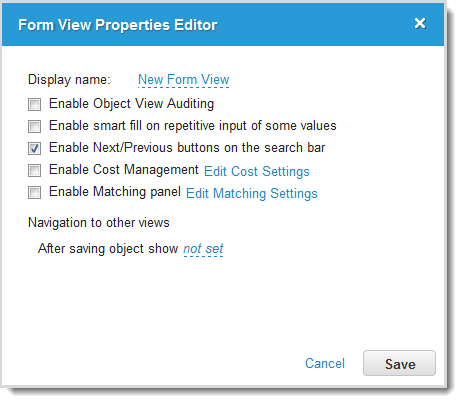 Form View Properties Editor
Display name: New Form View
Enable Object View Auditing
Enable smart fill on repetitive input of some values
Enable Next/Previous buttons on the search bar
Enable Cost Management Edit Cost Settings
Enable Matching panel Edit Matching Settings
Navigation to other views
After saving object show not set
Cancel Save